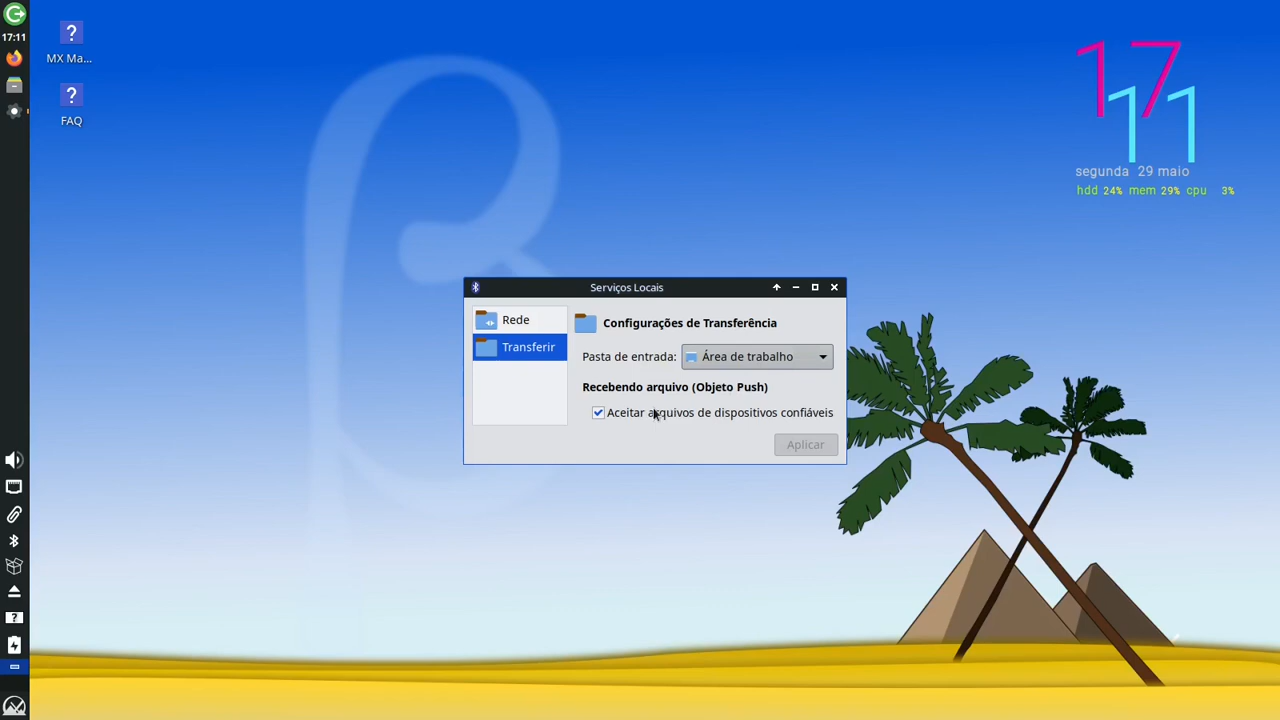 17:11
MX Ma...
FAQ
17
11
segunda 29 maio
hdd 24% mem 29% cpu 3%
Serviços Locais
Rede
Transferir
Configurações de Transferência
Pasta de entrada: Área de trabalho
Recebendo arquivo (Objeto Push)
Aceitar arquivos de dispositivos confiáveis
Aplicar